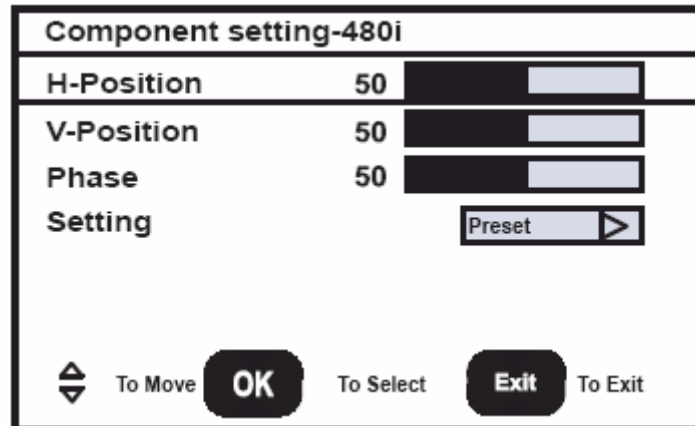 Component setting-480i
H-Position 50
V-Position 50
Phase 50
Setting Preset
To Move OK To Select Exit To Exit